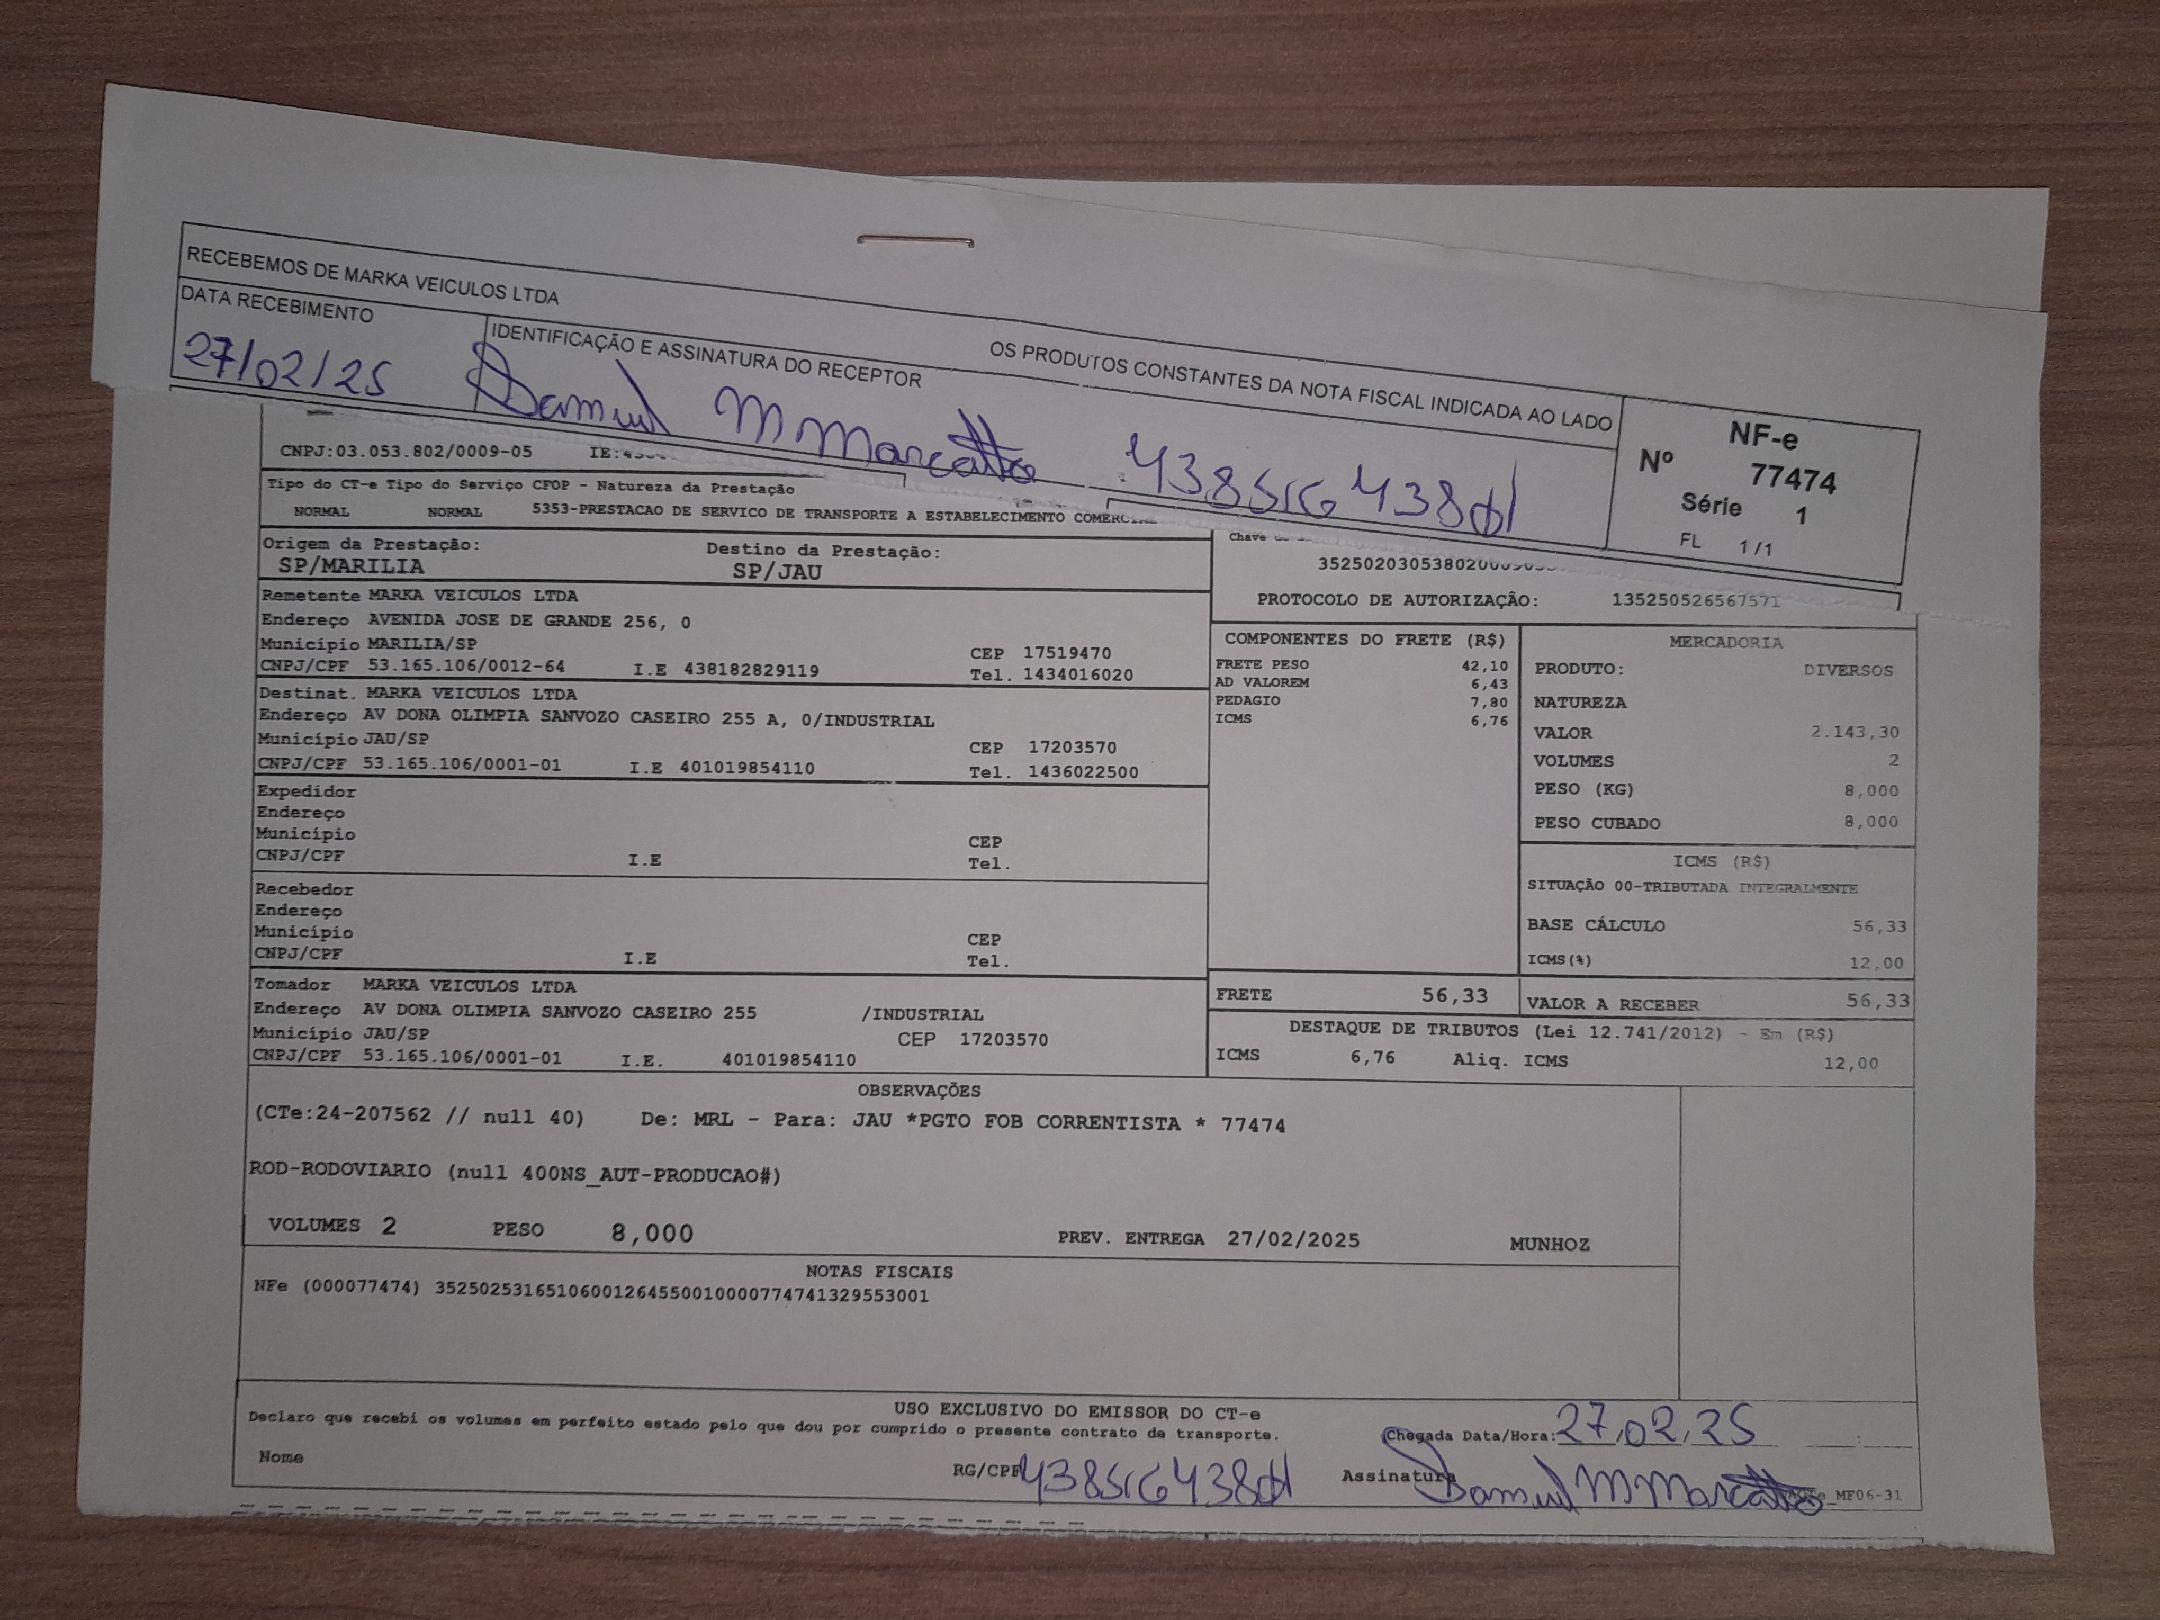 RECEBEMOS DE MARKA VEICULOS LTDA OS PRODUTOS CONSTANTES DA NOTA FISCAL INDICADA AO LADO
DATA RECEBIMENTO IDENTIFICAÇÃO E ASSINATURA DO RECEPTOR
27/02/25 Samuel M Marcatto
NF-e
Nº 77474
Série 1
FL 1/1
CNPJ:03.053.802/0009-05 IE:
Tipo do CT-e Tipo do Serviço CFOP - Natureza da Prestação
NORMAL NORMAL 5353-PRESTACAO DE SERVICO DE TRANSPORTE A ESTABELECIMENTO
Origem da Prestação: Destino da Prestação:
SP/MARILIA SP/JAU
Chave
PROTOCOLO DE AUTORIZAÇÃO: 135250526567571
Remetente MARKA VEICULOS LTDA
Endereço AVENIDA JOSE DE GRANDE 256, 0
Município MARILIA/SP CEP 17519470
CNPJ/CPF 53.165.106/0012-64 I.E 438182829119 Tel. 1434016020
Destinat. MARKA VEICULOS LTDA
Endereço AV DONA OLIMPIA SANVOZO CASEIRO 255 A, 0/INDUSTRIAL
Município JAU/SP CEP 17203570
CNPJ/CPF 53.165.106/0001-01 I.E 401019854110 Tel. 1436022500
Expedidor
Endereço
Município CEP
CNPJ/CPF I.E Tel.
Recebedor
Endereço
Município CEP
CNPJ/CPF I.E Tel.
Tomador MARKA VEICULOS LTDA
Endereço AV DONA OLIMPIA SANVOZO CASEIRO 255 /INDUSTRIAL
Município JAU/SP CEP 17203570
CNPJ/CPF 53.165.106/0001-01 I.E. 401019854110
COMPONENTES DO FRETE (R$)
FRETE PESO 42,10
AD VALOREM 6,43
PEDAGIO 7,80
ICMS 6,76
MERCADORIA
PRODUTO: DIVERSOS
NATUREZA
VALOR 2.143,30
VOLUMES 2
PESO (KG) 8,000
PESO CUBADO 8,000
ICMS (R$)
SITUAÇÃO 00-TRIBUTADA INTEGRALMENTE
BASE CÁLCULO 56,33
ICMS(%) 12,00
FRETE 56,33 VALOR A RECEBER 56,33
DESTAQUE DE TRIBUTOS (Lei 12.741/2012) - Em (R$)
ICMS 6,76 Aliq. ICMS 12,00
OBSERVAÇÕES
(CTe:24-207562 // null 40) De: MRL - Para: JAU *PGTO FOB CORRENTISTA * 77474
ROD-RODOVIARIO (null 400NS_AUT-PRODUCAO#)
VOLUMES 2 PESO 8,000 PREV. ENTREGA 27/02/2025 MUNHOZ
NOTAS FISCAIS
NFe (000077474) 35250253165106001264550010000774741329553001
USO EXCLUSIVO DO EMISSOR DO CT-e
Declaro que recebi os volumes em perfeito estado pelo que dou por cumprido o presente contrato de transporte.
Chegada Data/Hora: 27/02/25 :
Nome RG/CPF Assinatura Samuel M Marcatto MF06-31